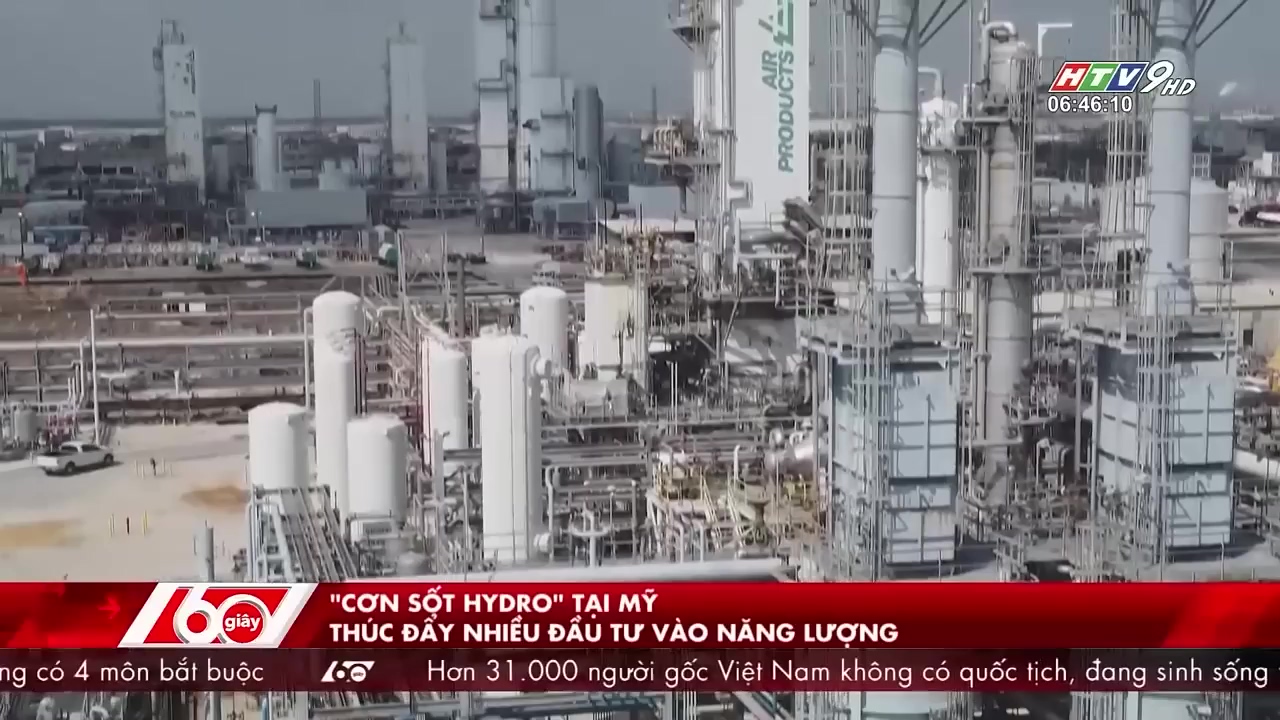 AIR
PRODUCTS
HTV9HD
06:46:10
60 giây
"CƠN SỐT HYDRO" TẠI MỸ
THÚC ĐẨY NHIỀU ĐẦU TƯ VÀO NĂNG LƯỢNG
ng có 4 môn bắt buộc 60 giây Hơn 31.000 người gốc Việt Nam không có quốc tịch, đang sinh sống